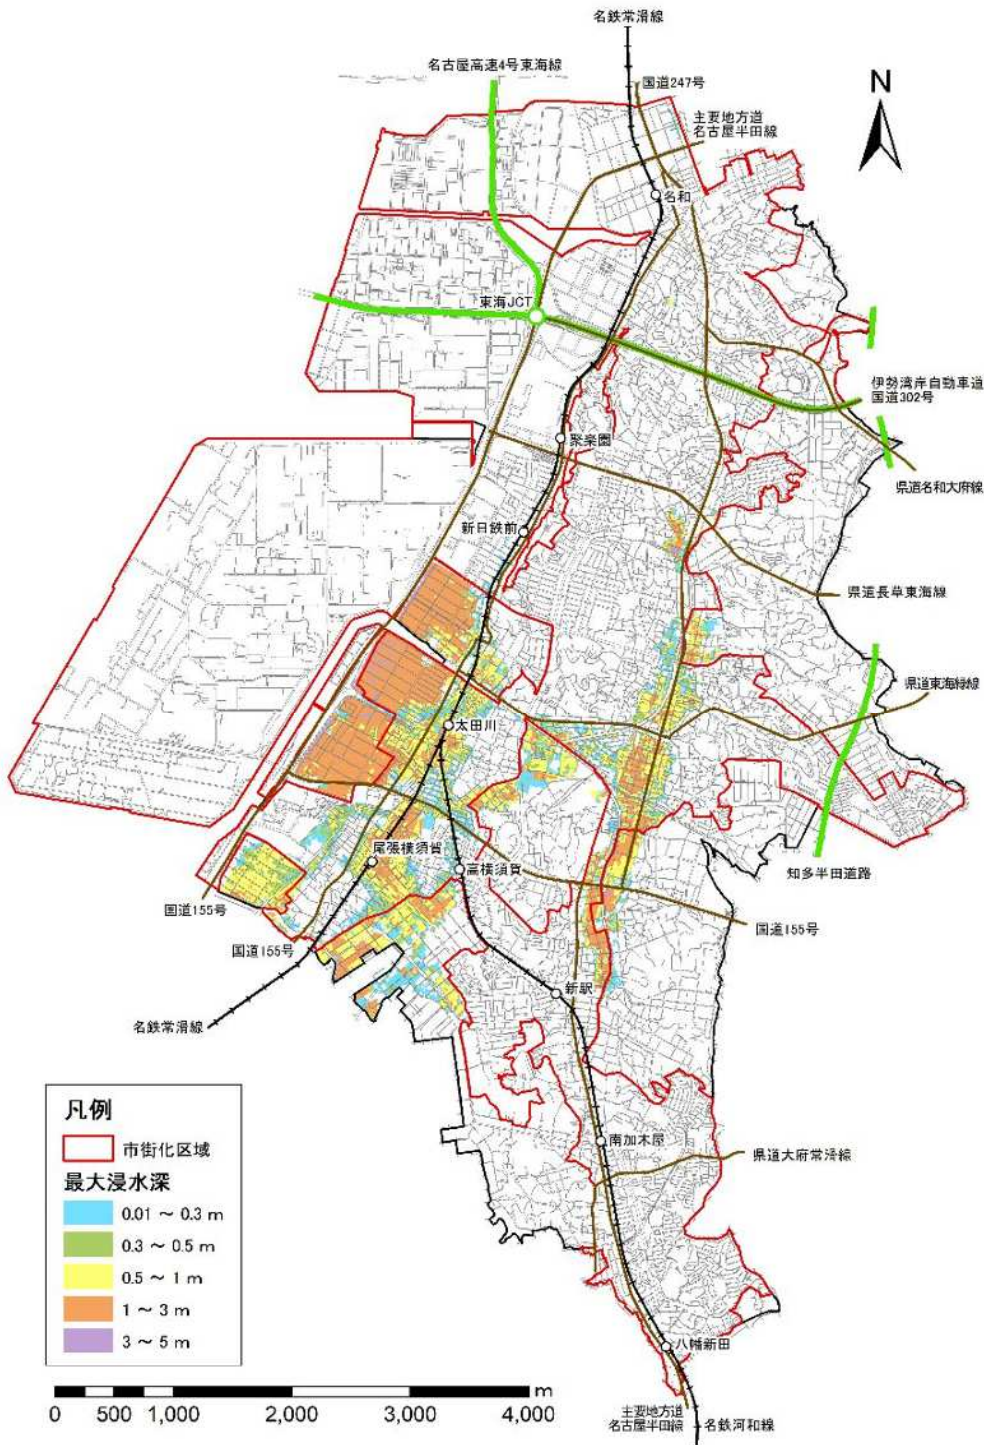 名鉄常滑線
名古屋高速4号東海線
国道247号
N
主要地方道
名古屋半田線
名和
東海JCT
伊勢湾岸自動車道
国道302号
聚楽園
県道名和大府線
新日鉄前
県道長草東海線
県道東海緑線
太田川
尾張横須賀
高横須賀
知多半田道路
国道155号
国道155号
国道155号
新駅
名鉄常滑線
凡例
市街化区域
最大浸水深
0.01 ～ 0.3 m
0.3 ～ 0.5 m
0.5 ～ 1 m
1 ～ 3 m
3 ～ 5 m
南加木屋
県道大府常滑線
八幡新田
m
0 500 1,000 2,000 3,000 4,000
主要地方道
名古屋半田線
名鉄河和線